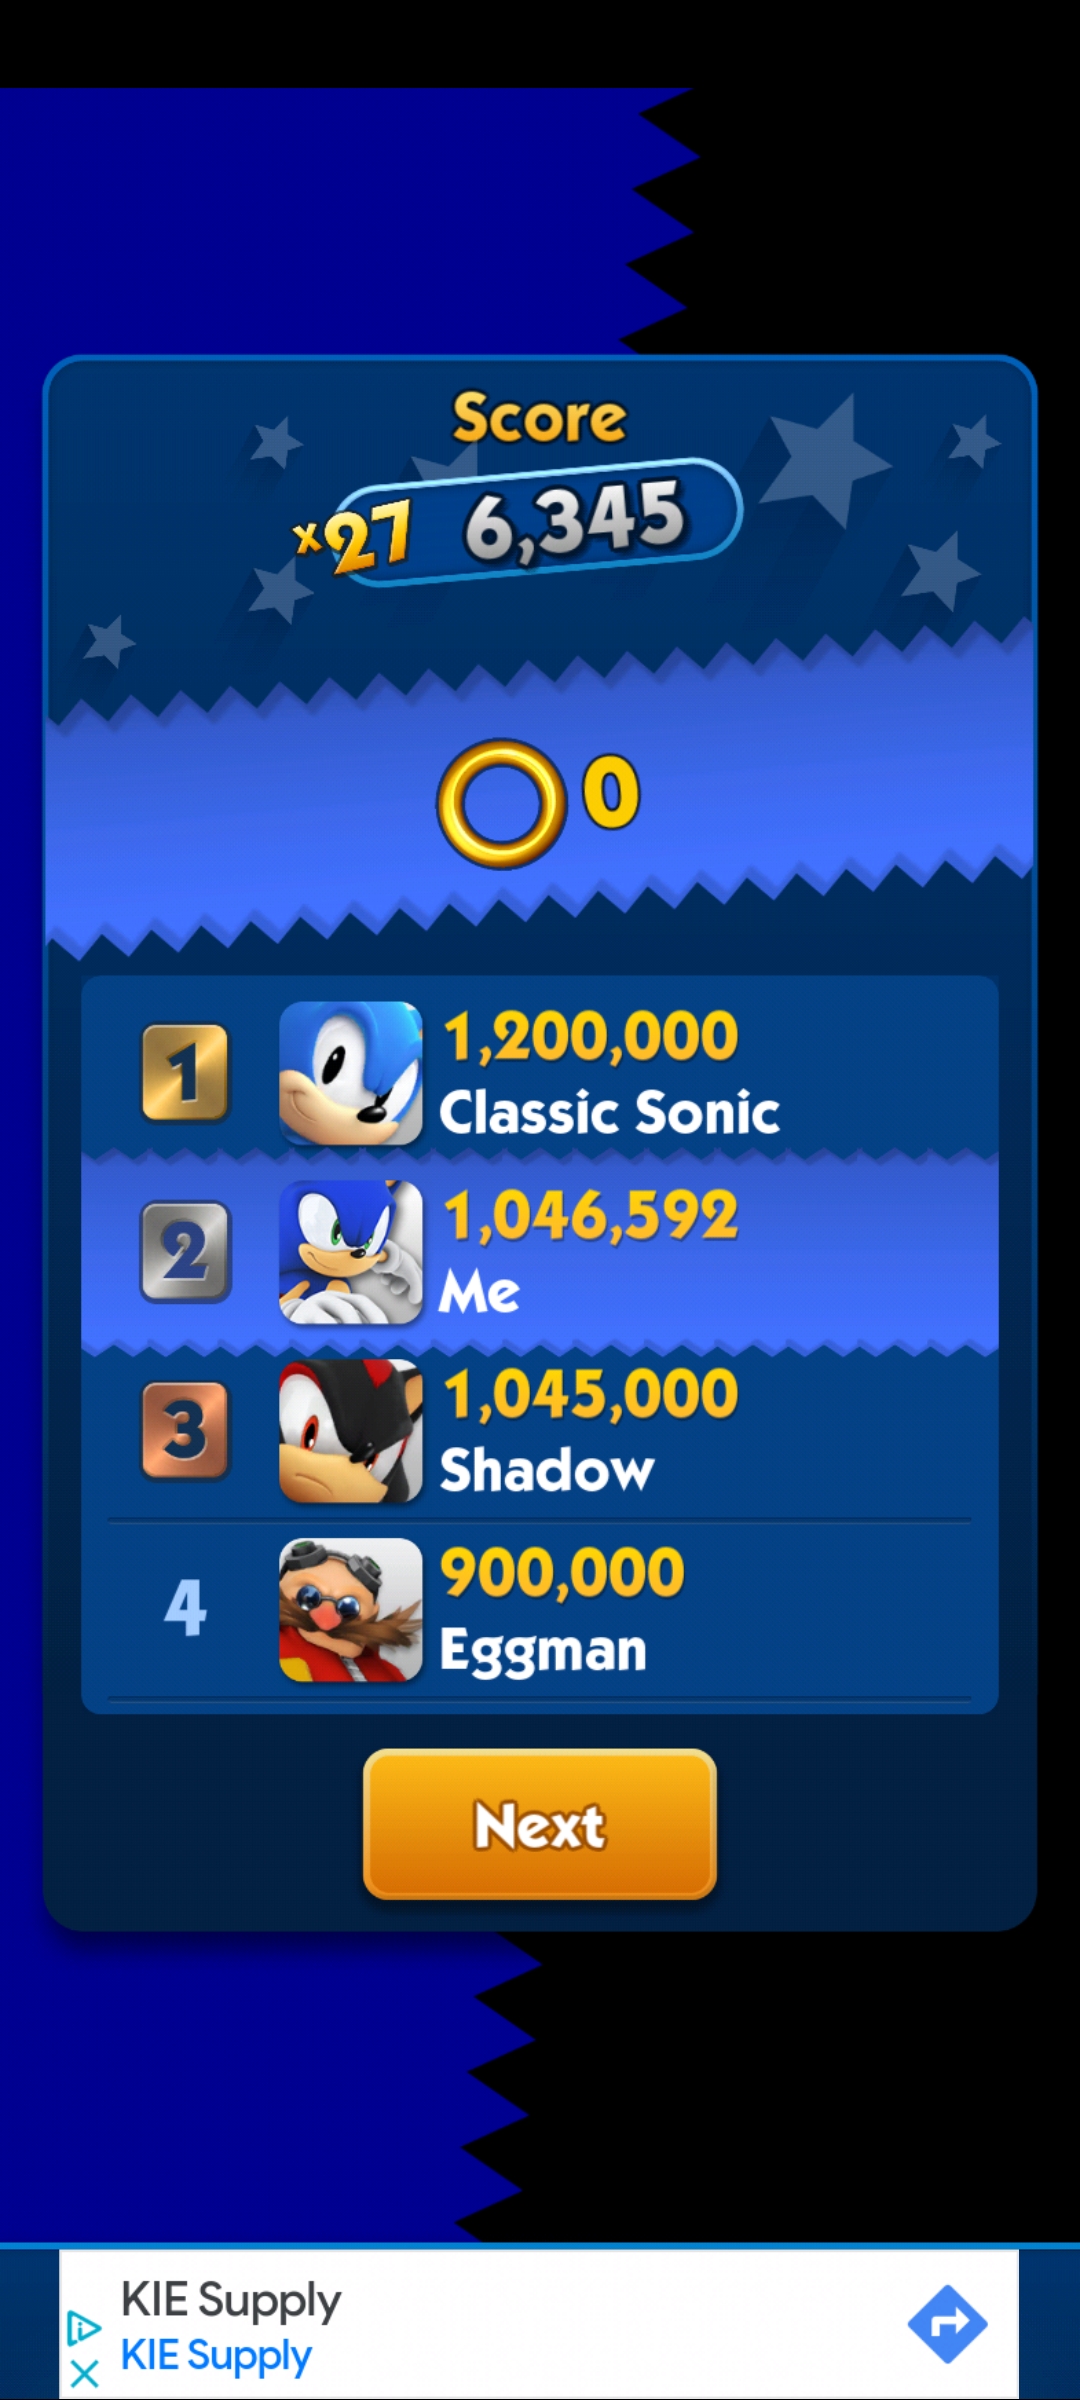 Score
x27 6,345
0
1 1,200,000
Classic Sonic
2 1,046,592
Me
3 1,045,000
Shadow
4 900,000
Eggman
Next
KIE Supply
KIE Supply